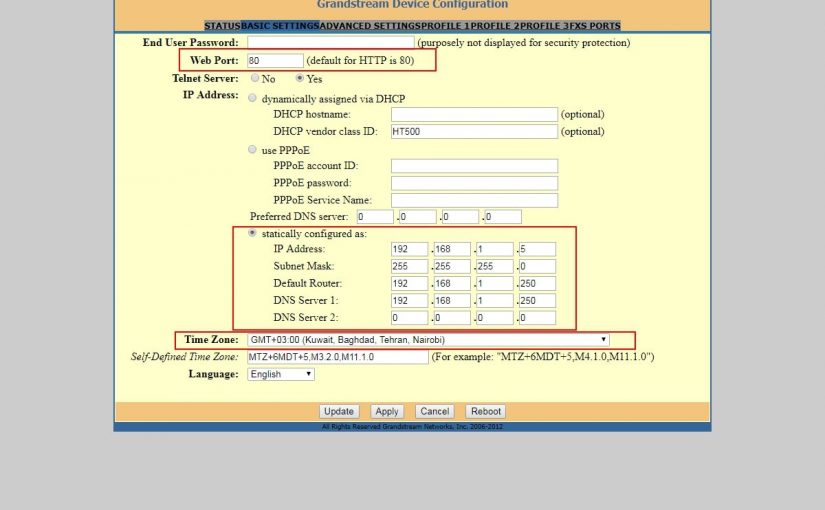 Grandstream Device Configuration
STATUS BASIC SETTINGS ADVANCED SETTINGS PROFILE 1 PROFILE 2 PROFILE 3 FXS PORTS
End User Password: (purposely not displayed for security protection)
Web Port: 80 (default for HTTP is 80)
Telnet Server: No Yes
IP Address: dynamically assigned via DHCP
DHCP hostname: (optional)
DHCP vendor class ID: HT500 (optional)
use PPPoE
PPPoE account ID:
PPPoE password:
PPPoE Service Name:
Preferred DNS server: 0 .0 .0 .0
statically configured as:
IP Address: 192 .168 .1 .5
Subnet Mask: 255 .255 .255 .0
Default Router: 192 .168 .1 .250
DNS Server 1: 192 .168 .1 .250
DNS Server 2: 0 .0 .0 .0
Time Zone: GMT+03:00 (Kuwait, Baghdad, Tehran, Nairobi)
Self-Defined Time Zone: MTZ+6MDT+5,M3.2.0,M11.1.0 (For example: "MTZ+6MDT+5,M4.1.0,M11.1.0")
Language: English
Update Apply Cancel Reboot
All Rights Reserved Grandstream Networks, Inc. 2006-2012